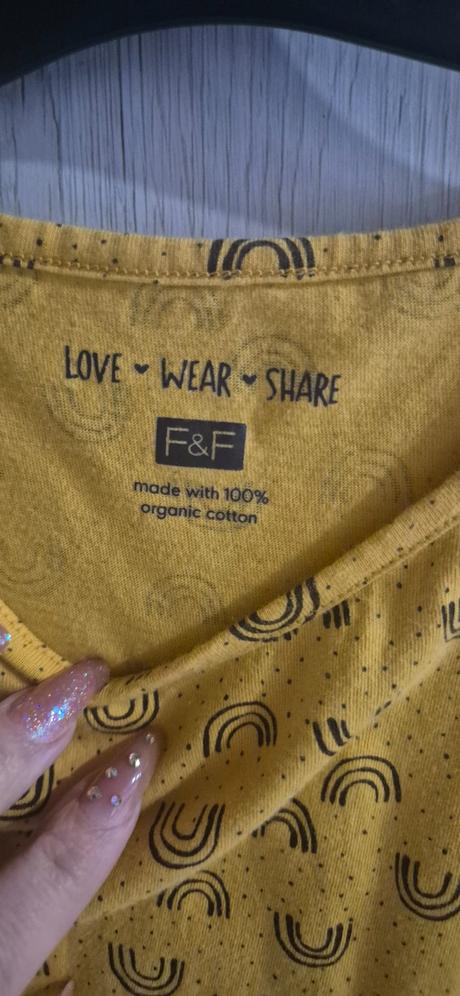 LOVE ♥ WEAR ♥ SHARE
F&F
made with 100%
organic cotton